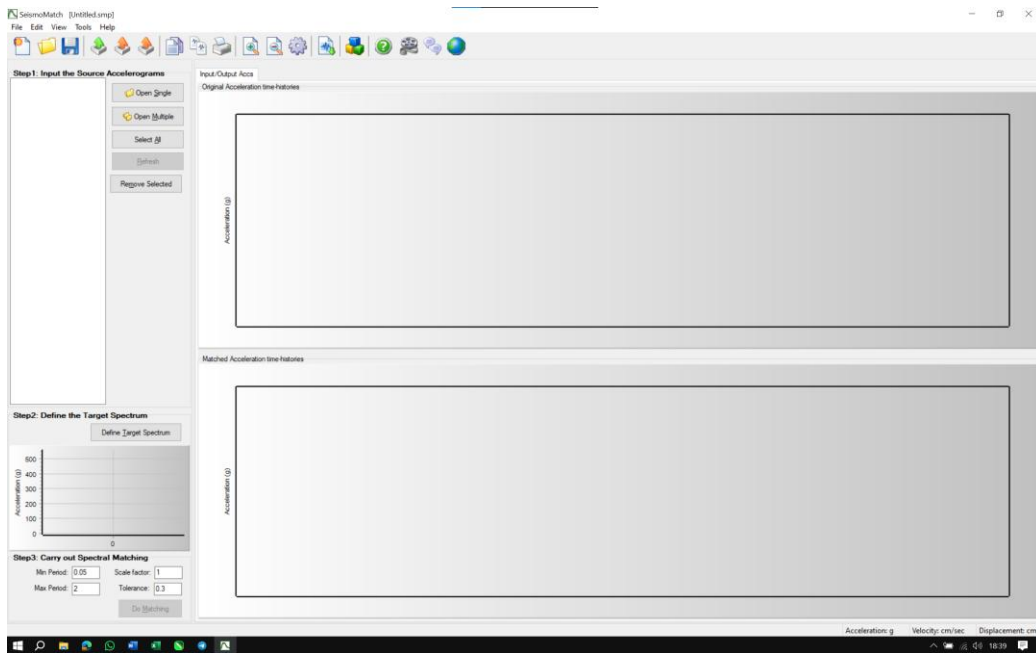 SeismoMatch [Untitled.smp]
File Edit View Tools Help
Step1: Input the Source Accelerograms
Open Single
Open Multiple
Select All
Refresh
Remove Selected
Input/Output Accs
Original Acceleration time-histories
Acceleration (g)
Matched Acceleration time-histories
Acceleration (g)
Step2: Define the Target Spectrum
Define Target Spectrum
Acceleration (g)
500
400
300
200
100
0
0
Step3: Carry out Spectral Matching
Min Period: 0.05 Scale factor: 1
Max Period: 2 Tolerance: 0.3
Do Matching
Acceleration: g Velocity: cm/sec Displacement: cm
18:39